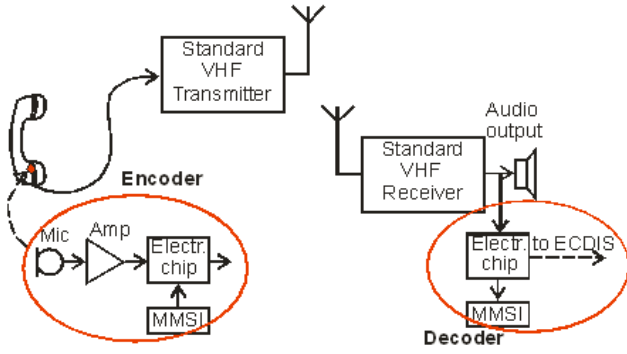 Standard
VHF
Transmitter
Audio
output
Standard
VHF
Receiver
Encoder
Mic
Amp
Electr.
chip
MMSI
Electr.
chip
to ECDIS
MMSI
Decoder